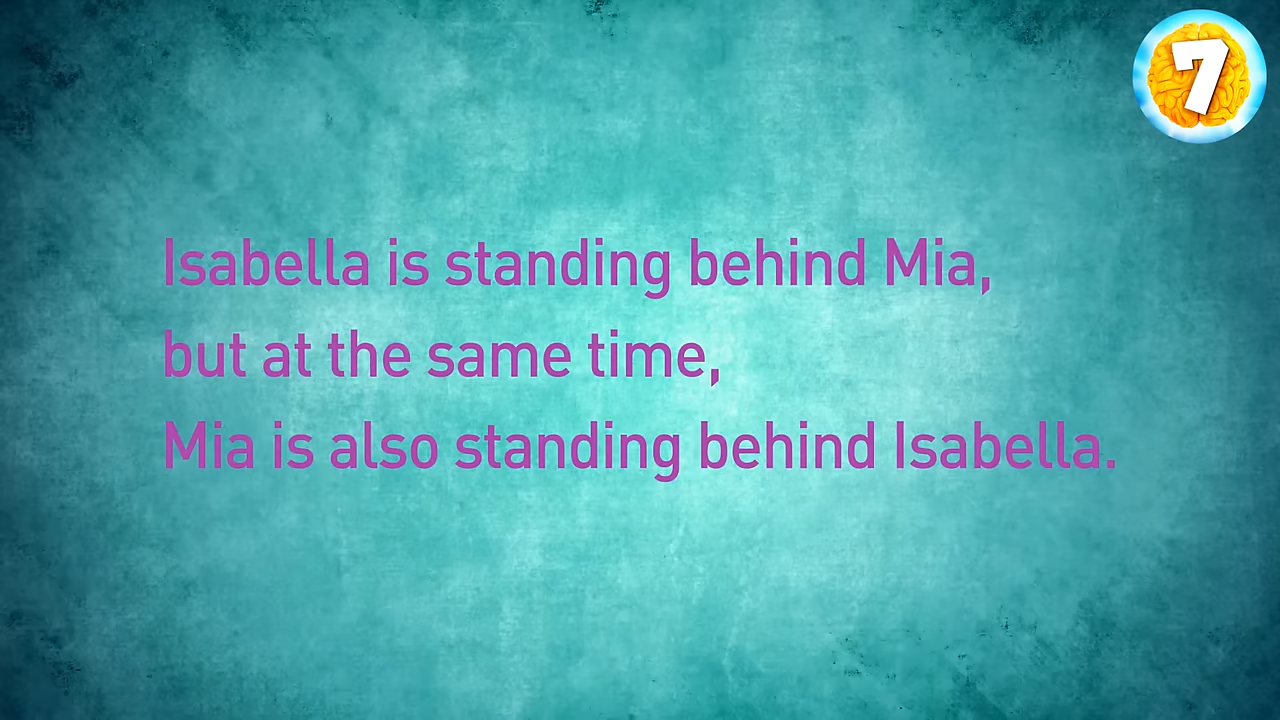 7
Isabella is standing behind Mia,
but at the same time,
Mia is also standing behind Isabella.